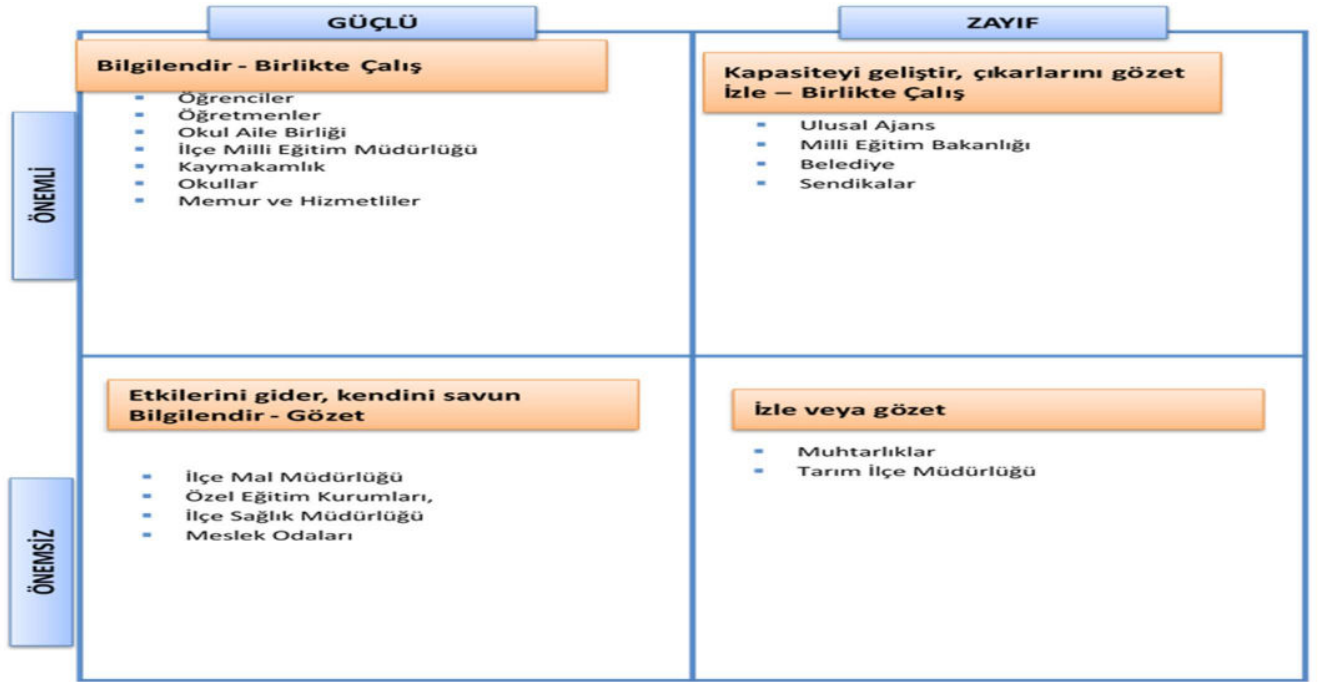 GÜÇLÜ
ZAYIF
ÖNEMLİ
Bilgilendir - Birlikte Çalış
Öğrenciler
Öğretmenler
Okul Aile Birliği
İlçe Milli Eğitim Müdürlüğü
Kaymakamlık
Okullar
Memur ve Hizmetliler
Kapasiteyi geliştir, çıkarlarını gözet
İzle – Birlikte Çalış
Ulusal Ajans
Milli Eğitim Bakanlığı
Belediye
Sendikalar
ÖNEMSİZ
Etkilerini gider, kendini savun
Bilgilendir - Gözet
İlçe Mal Müdürlüğü
Özel Eğitim Kurumları,
İlçe Sağlık Müdürlüğü
Meslek Odaları
İzle veya gözet
Muhtarlıklar
Tarım İlçe Müdürlüğü